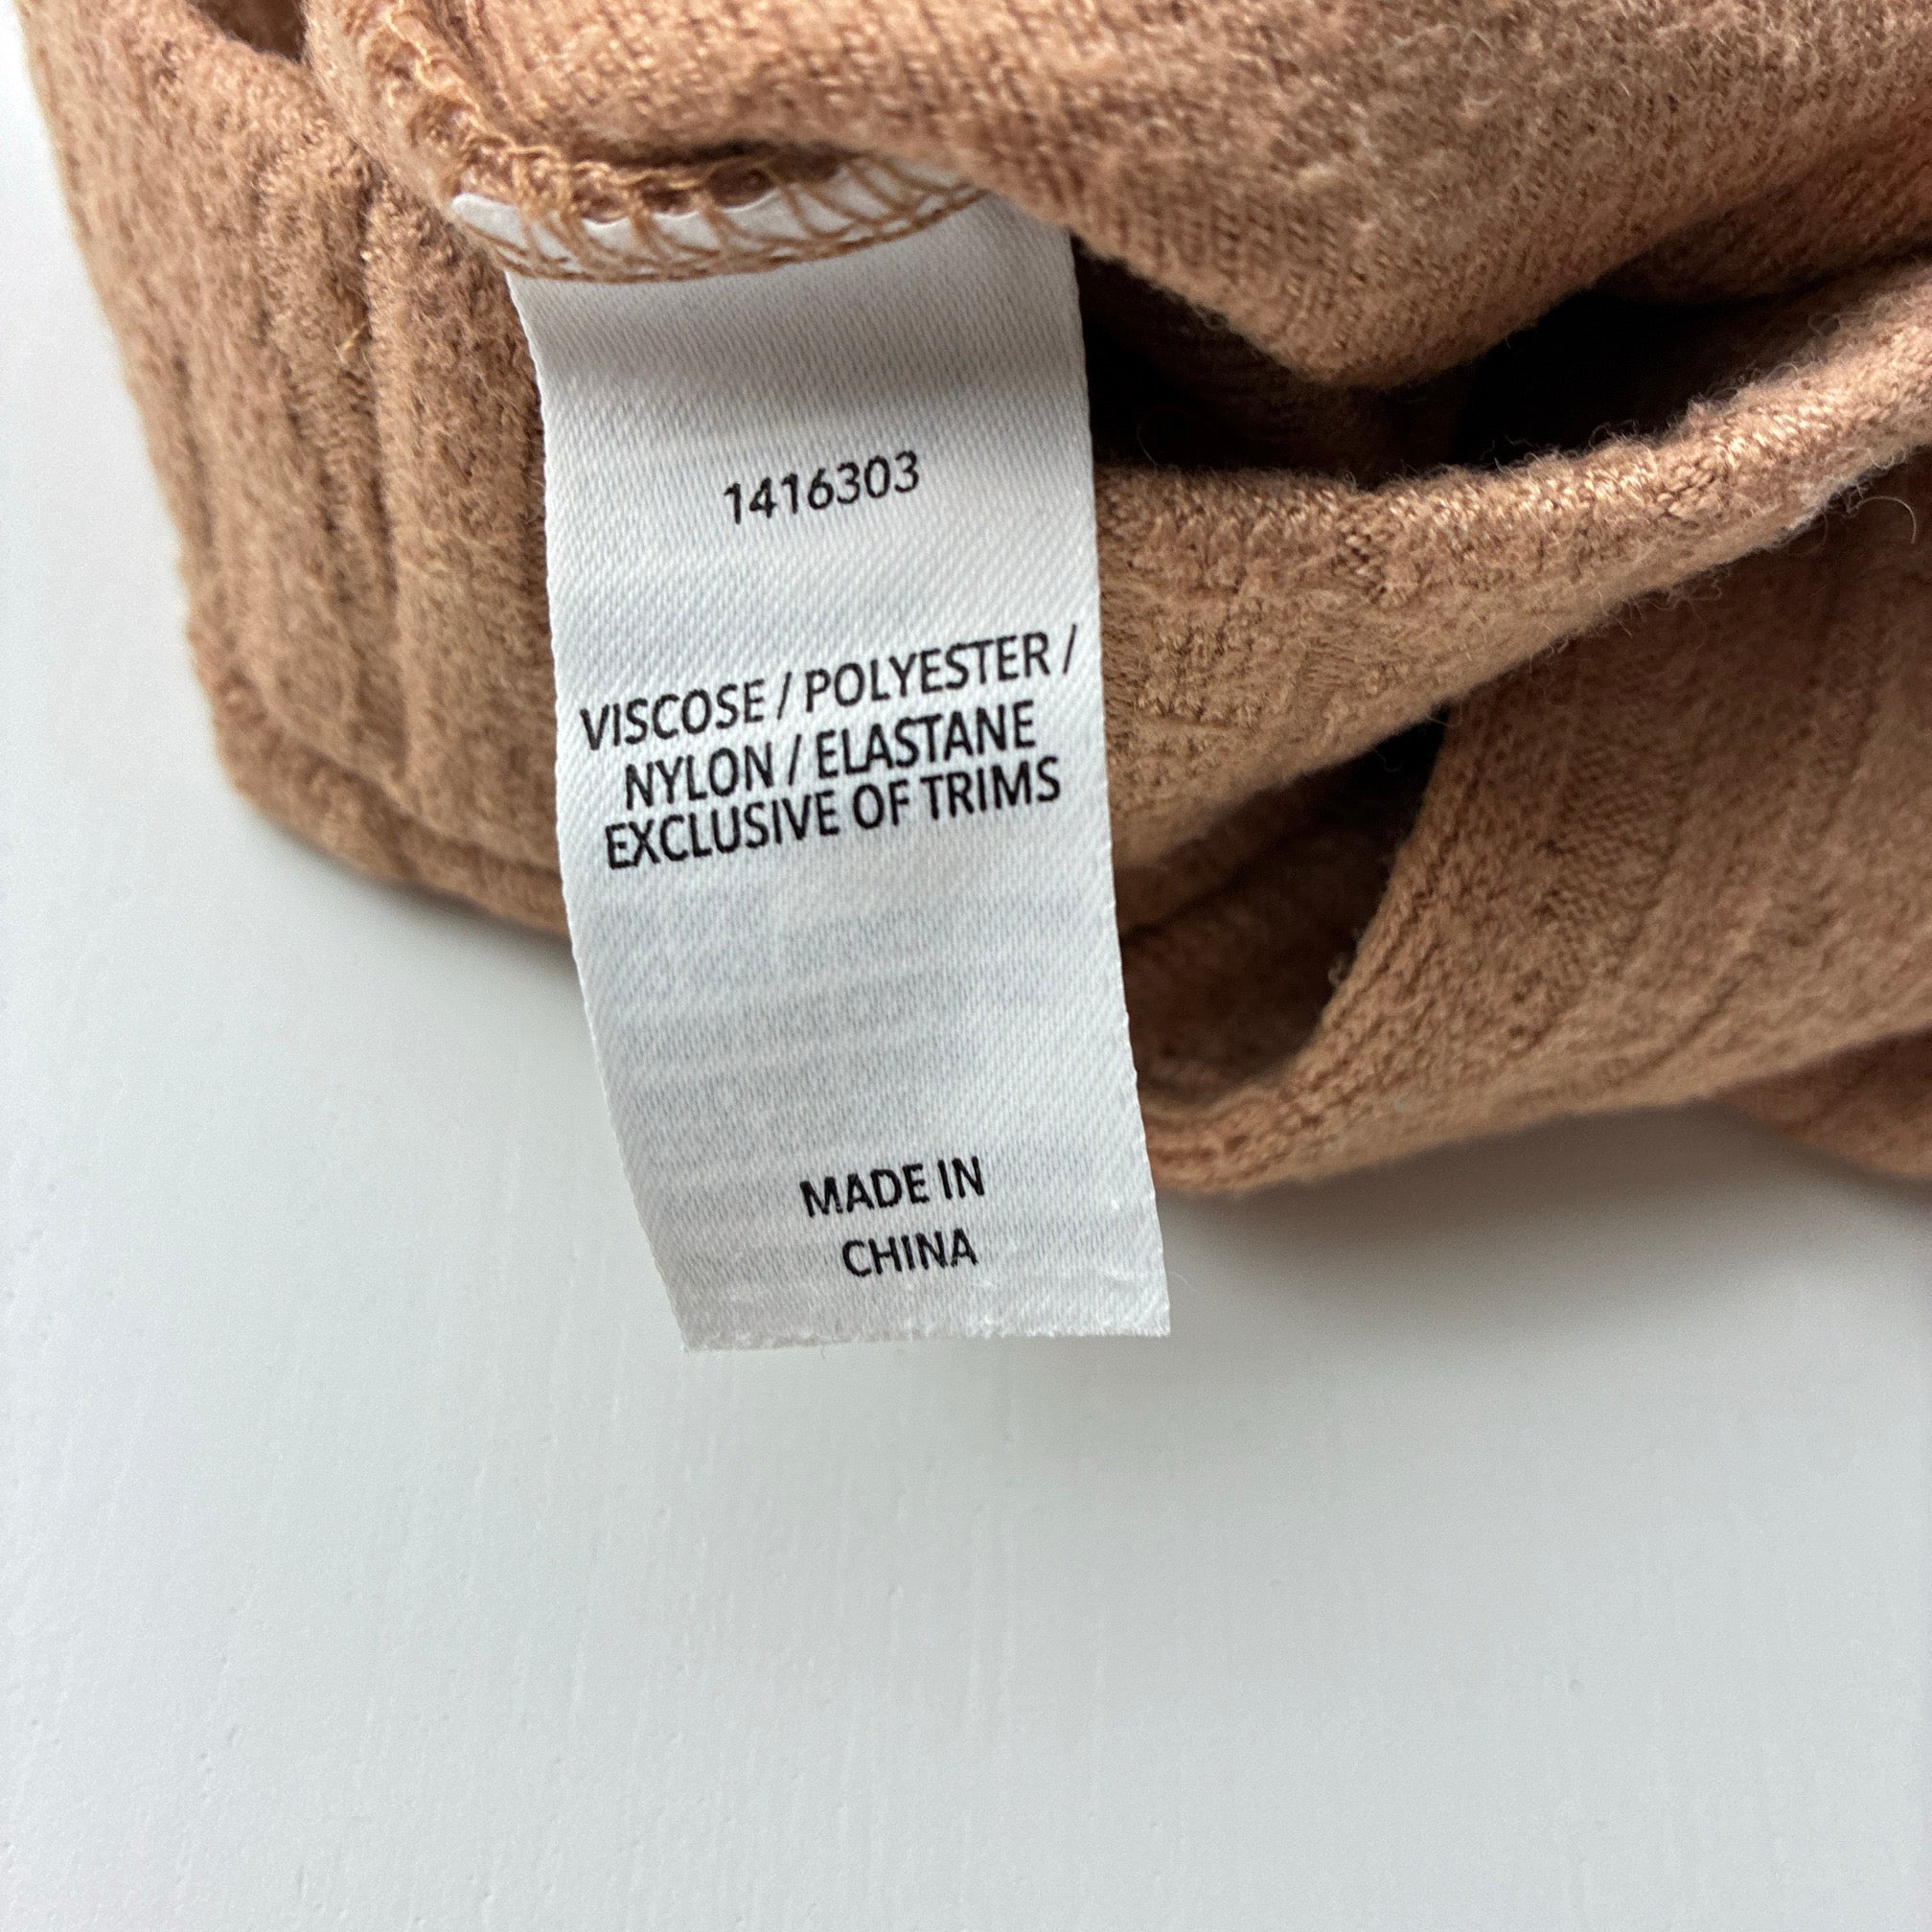 1416303
VISCOSE / POLYESTER /
NYLON / ELASTANE
EXCLUSIVE OF TRIMS
MADE IN
CHINA